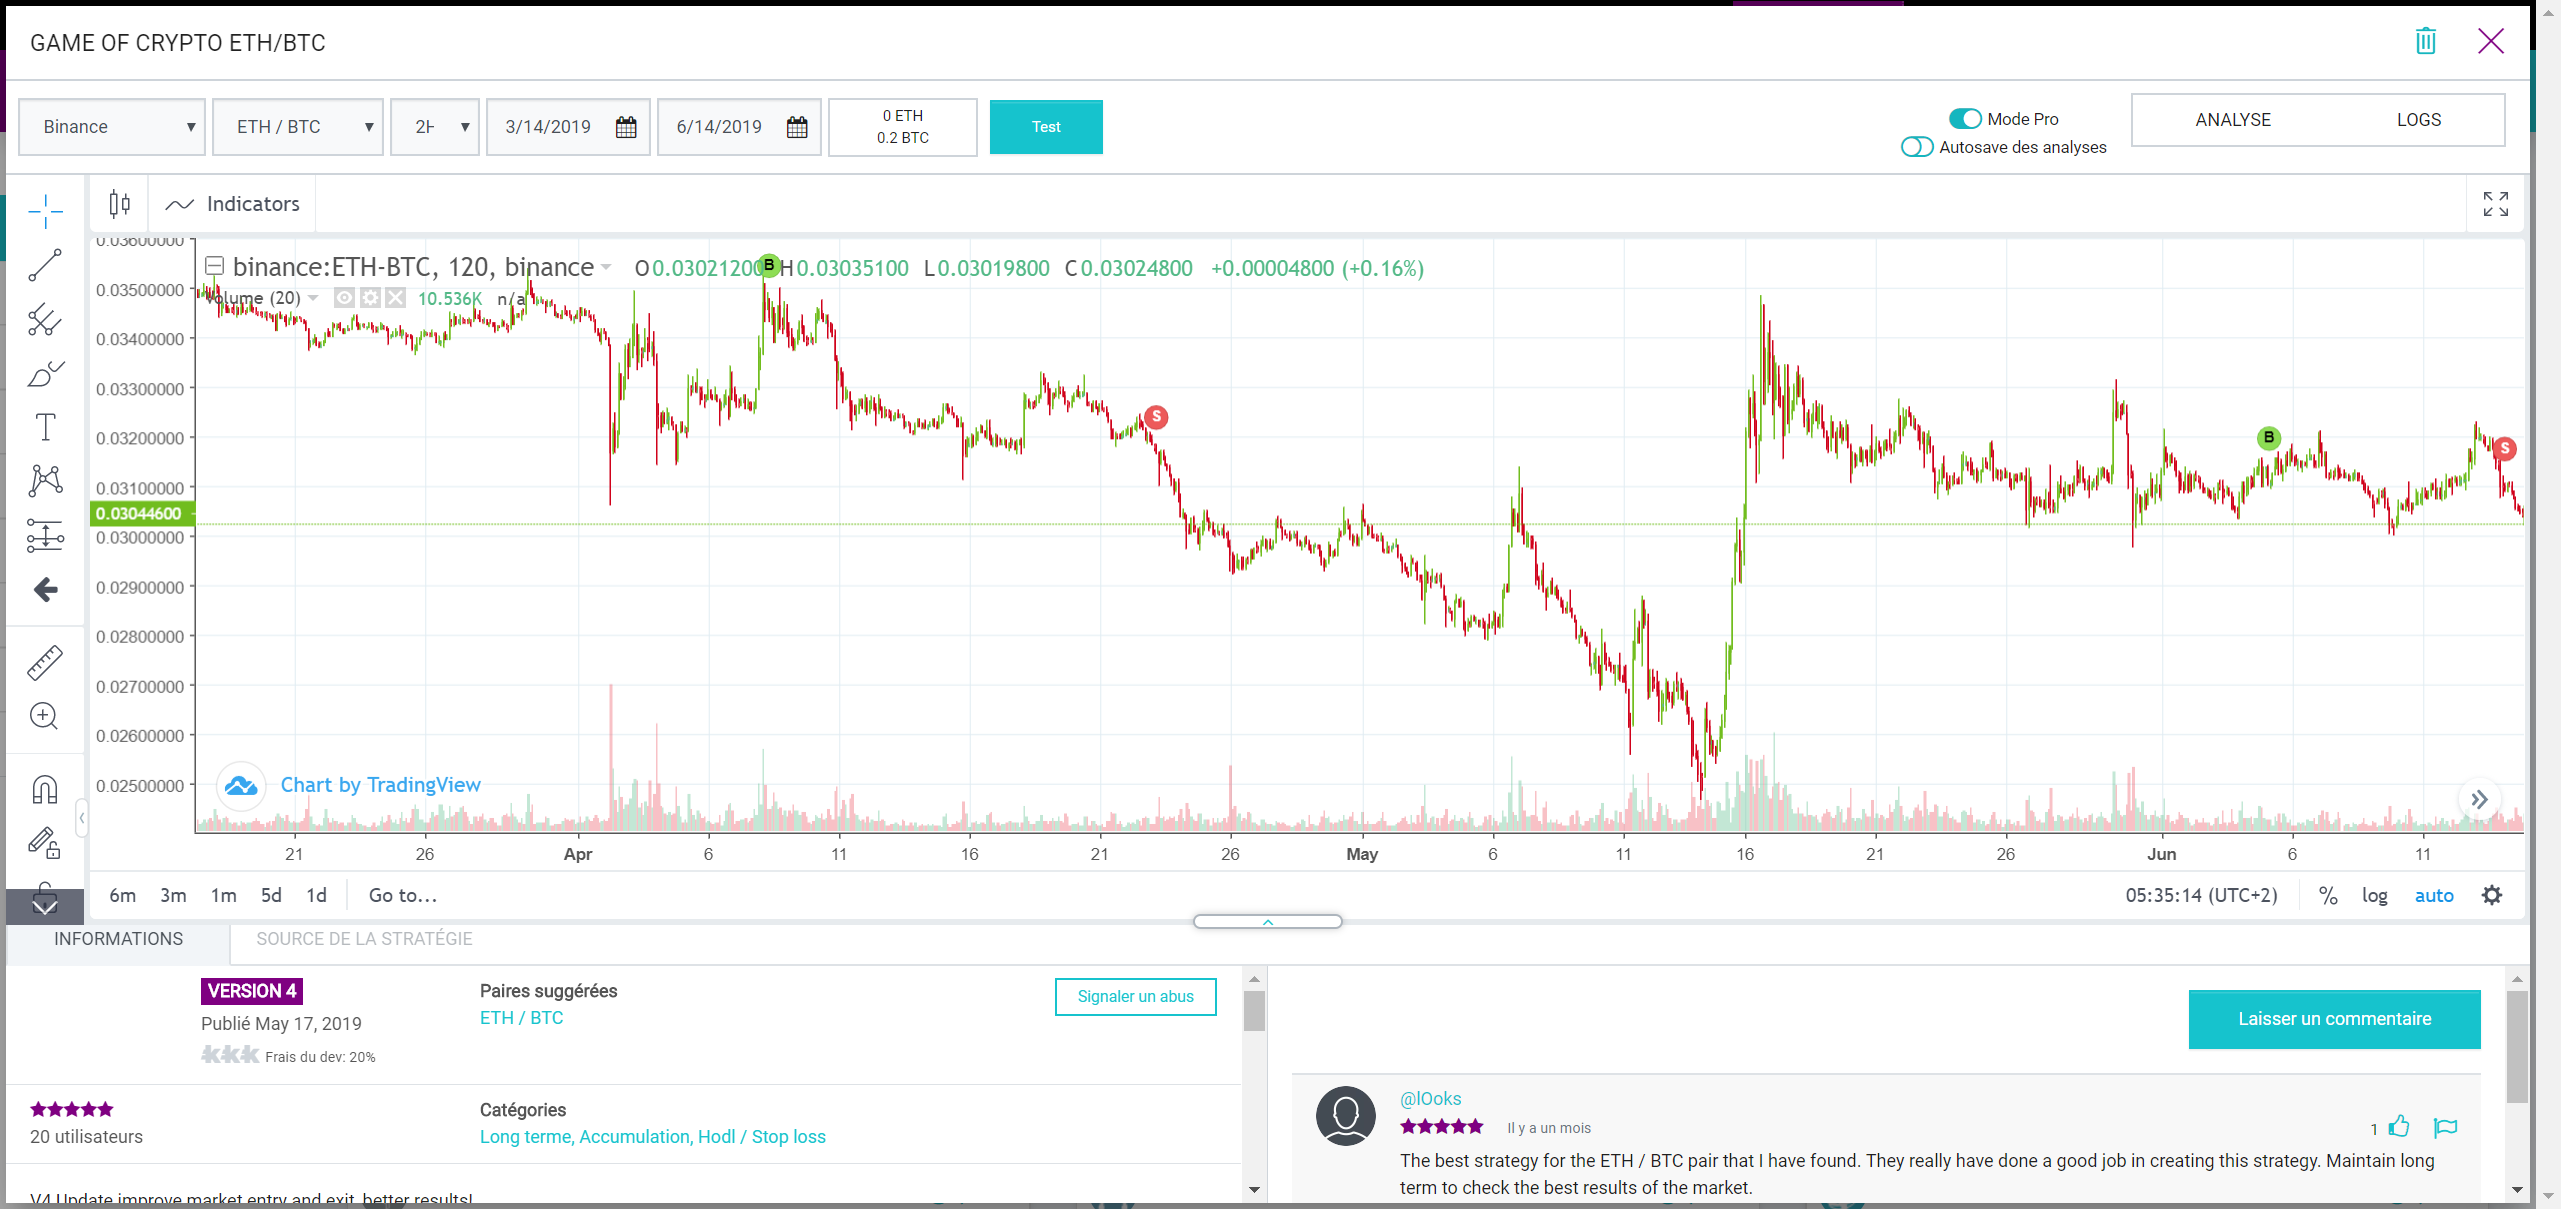 GAME OF CRYPTO ETH/BTC
Binance
ETH / BTC
3/14/2019
6/14/2019
0 ETH
0.2 BTC
Test
Mode Pro
Autosave des analyses
ANALYSE
LOGS
Indicators
0.03600000
binance:ETH-BTC, 120, binance
O0.03021200 H0.03035100 L0.03019800 C0.03024800 +0.00004800 (+0.16%)
B
Volume (20) 10.536K n/a
0.03500000
0.03400000
0.03300000
0.03200000
0.03100000
0.03044600
0.03000000
0.02900000
0.02800000
0.02700000
0.02600000
0.02500000
S
B
S
Chart by TradingView
21 26 Apr 6 11 16 21 26 May 6 11 16 21 26 Jun 6 11
6m 3m 1m 5d 1d Go to...
05:35:14 (UTC+2) % log auto
INFORMATIONS
SOURCE DE LA STRATÉGIE
VERSION 4
Publié May 17, 2019
Frais du dev: 20%
Paires suggérées
ETH / BTC
Signaler un abus
20 utilisateurs
Catégories
Long terme, Accumulation, Hodl / Stop loss
V4 Update improve market entry and exit, better results!
Laisser un commentaire
@lOoks
Il y a un mois
1
The best strategy for the ETH / BTC pair that I have found. They really have done a good job in creating this strategy. Maintain long
term to check the best results of the market.